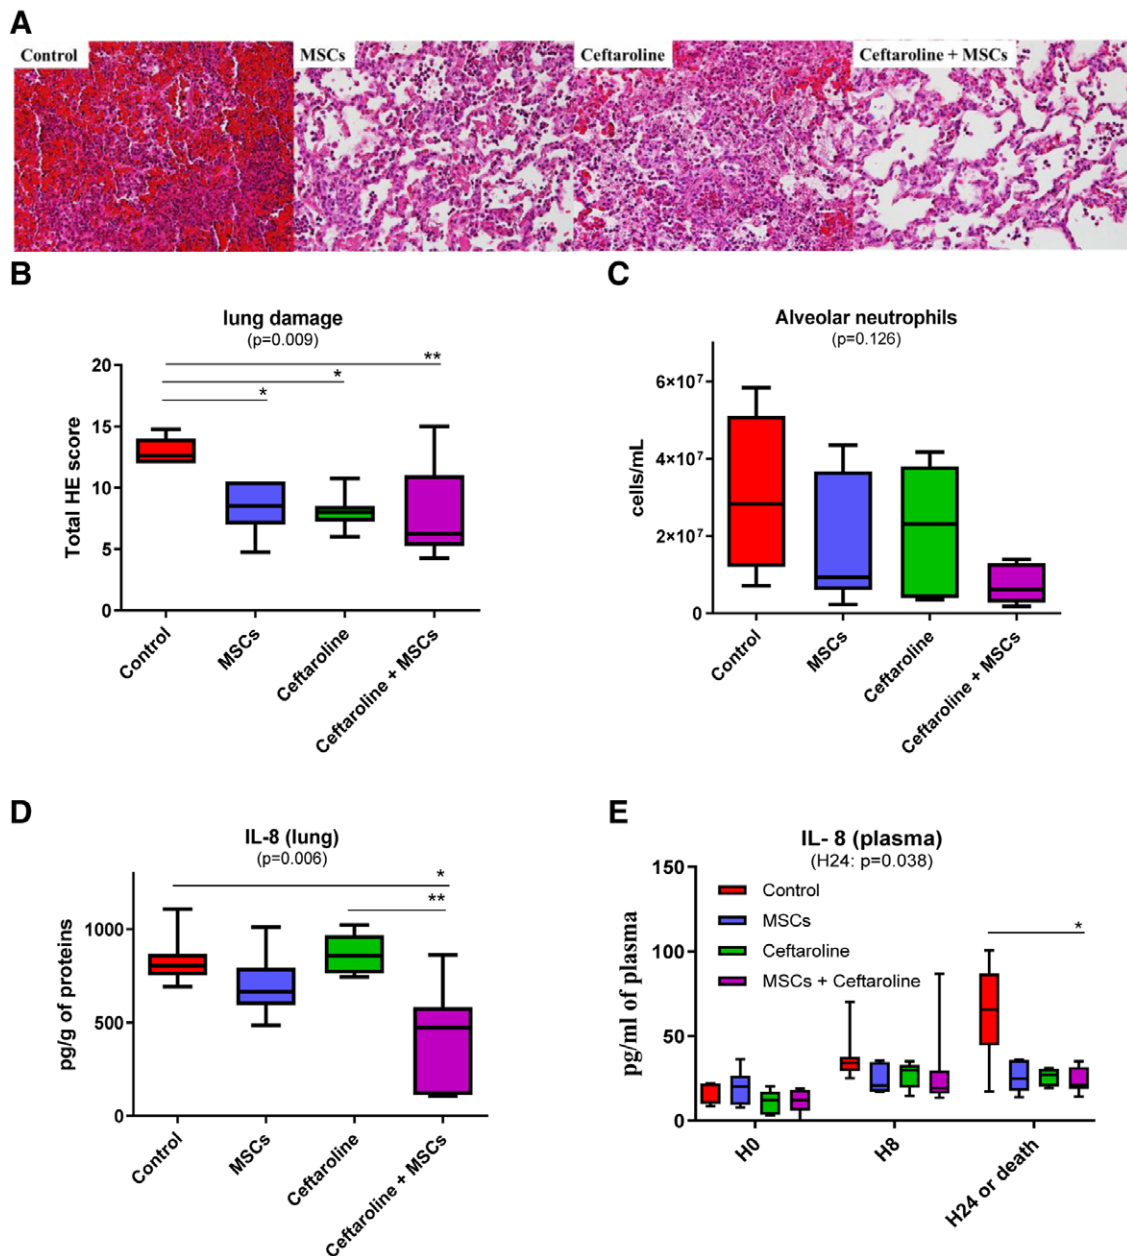 A
Control
MSCs
Ceftaroline
Ceftaroline + MSCs
B
lung damage
(p=0.009)
**
*
*
20
15
10
5
0
Total HE score
Control
MSCs
Ceftaroline
Ceftaroline + MSCs
C
Alveolar neutrophils
(p=0.126)
6×10⁷
4×10⁷
2×10⁷
0
cells/mL
Control
MSCs
Ceftaroline
Ceftaroline + MSCs
D
IL-8 (lung)
(p=0.006)
*
**
1000
500
0
pg/g of proteins
Control
MSCs
Ceftaroline
Ceftaroline + MSCs
E
IL- 8 (plasma)
(H24: p=0.038)
150
100
50
0
pg/ml of plasma
Control
MSCs
Ceftaroline
MSCs + Ceftaroline
*
H0
H8
H24 or death